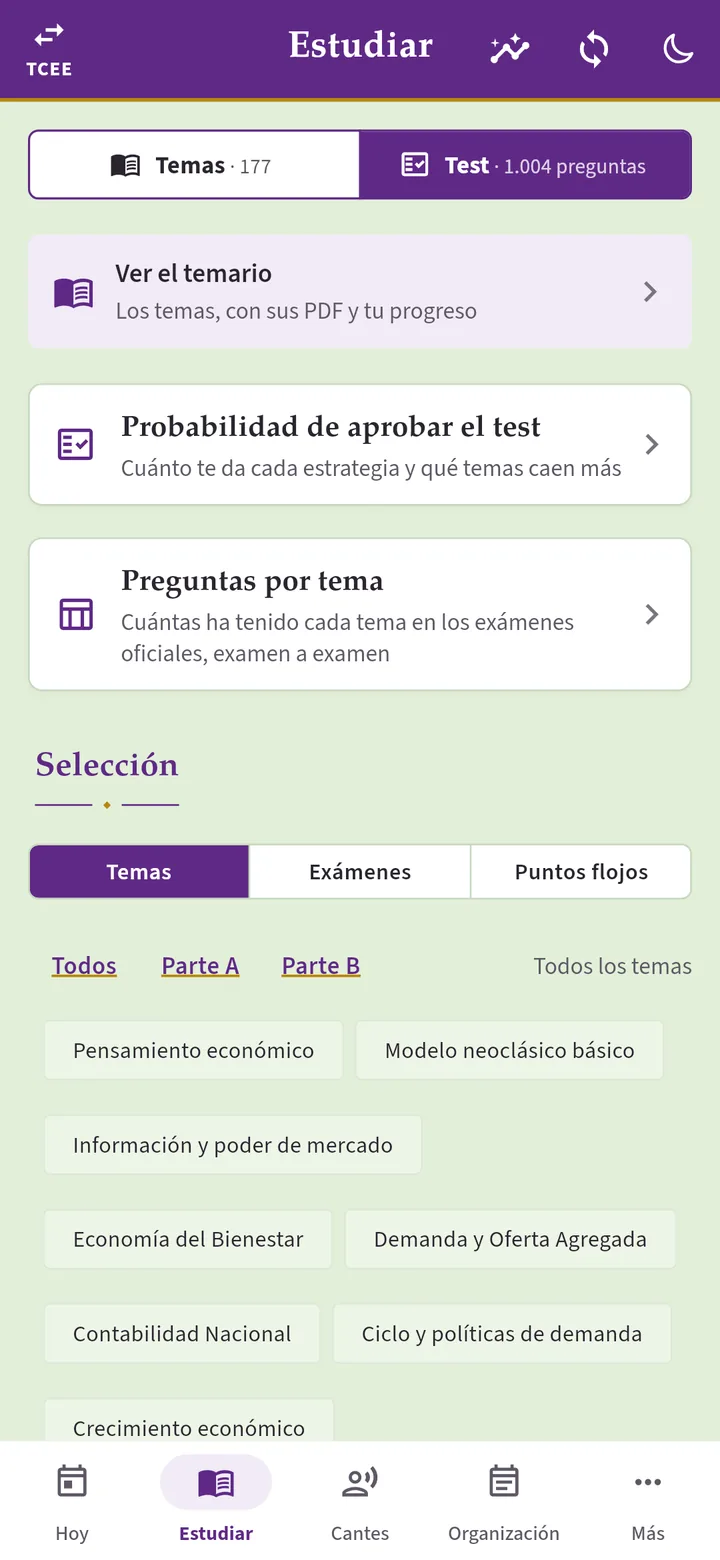 TCEE
Estudiar
Temas · 177
Test · 1.004 preguntas
Ver el temario
Los temas, con sus PDF y tu progreso
Probabilidad de aprobar el test
Cuánto te da cada estrategia y qué temas caen más
Preguntas por tema
Cuántas ha tenido cada tema en los exámenes
oficiales, examen a examen
Selección
Temas
Exámenes
Puntos flojos
Todos
Parte A
Parte B
Todos los temas
Pensamiento económico
Modelo neoclásico básico
Información y poder de mercado
Economía del Bienestar
Demanda y Oferta Agregada
Contabilidad Nacional
Ciclo y políticas de demanda
Crecimiento económico
Hoy
Estudiar
Cantes
Organización
Más